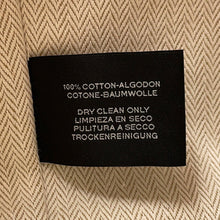 100% COTTON-ALGODON
COTONE-BAUMWOLLE
DRY CLEAN ONLY
LIMPIEZA EN SECO
PULITURA A SECCO
TROCKENREINIGUNG